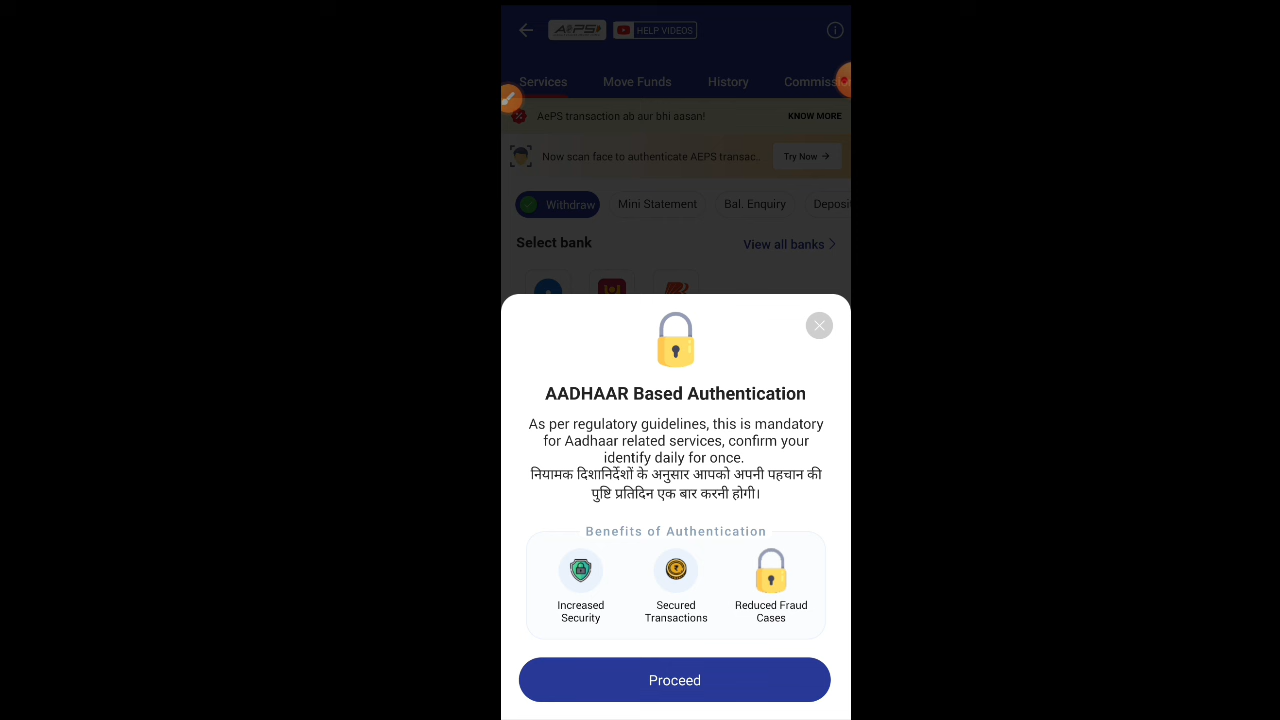 AePS HELP VIDEOS
Services Move Funds History Commiss
AePS transaction ab aur bhi aasan! KNOW MORE
Now scan face to authenticate AEPS transac.. Try Now →
Withdraw Mini Statement Bal. Enquiry Deposit
Select bank View all banks >
AADHAAR Based Authentication
As per regulatory guidelines, this is mandatory
for Aadhaar related services, confirm your
identify daily for once.
नियामक दिशानिर्देशों के अनुसार आपको अपनी पहचान की
पुष्टि प्रतिदिन एक बार करनी होगी।
Benefits of Authentication
Increased Security
Secured Transactions
Reduced Fraud Cases
Proceed